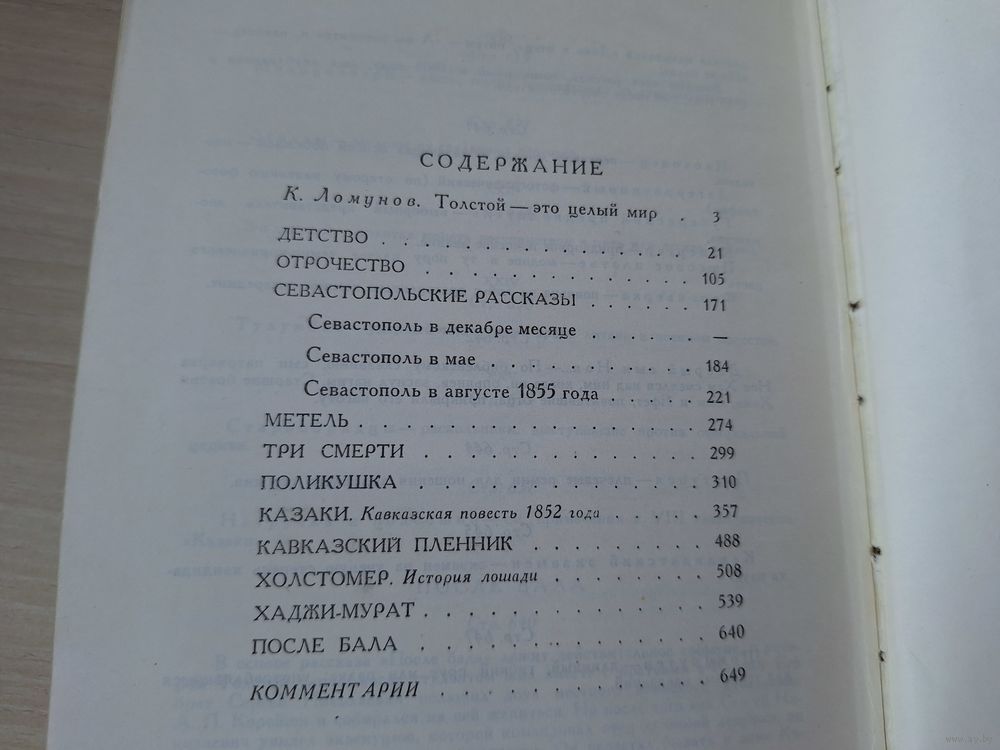 СОДЕРЖАНИЕ
К. Ломунов. Толстой — это целый мир . 3
ДЕТСТВО . . . . . . . . . . . . . . . . 21
ОТРОЧЕСТВО . . . . . . . . . . . . . . 105
СЕВАСТОПОЛЬСКИЕ РАССКАЗЫ . . . . . . 171
Севастополь в декабре месяце . . . . . . —
Севастополь в мае . . . . . . . . . . . 184
Севастополь в августе 1855 года . . . . . 221
МЕТЕЛЬ . . . . . . . . . . . . . . . . . 274
ТРИ СМЕРТИ . . . . . . . . . . . . . . 299
ПОЛИКУШКА . . . . . . . . . . . . . . 310
КАЗАКИ. Кавказская повесть 1852 года . . . . . 357
КАВКАЗСКИЙ ПЛЕННИК . . . . . . . . . 488
ХОЛСТОМЕР. История лошади . . . . . . . . 508
ХАДЖИ-МУРАТ . . . . . . . . . . . . . . 539
ПОСЛЕ БАЛА . . . . . . . . . . . . . . 640
КОММЕНТАРИИ . . . . . . . . . . . . . 649